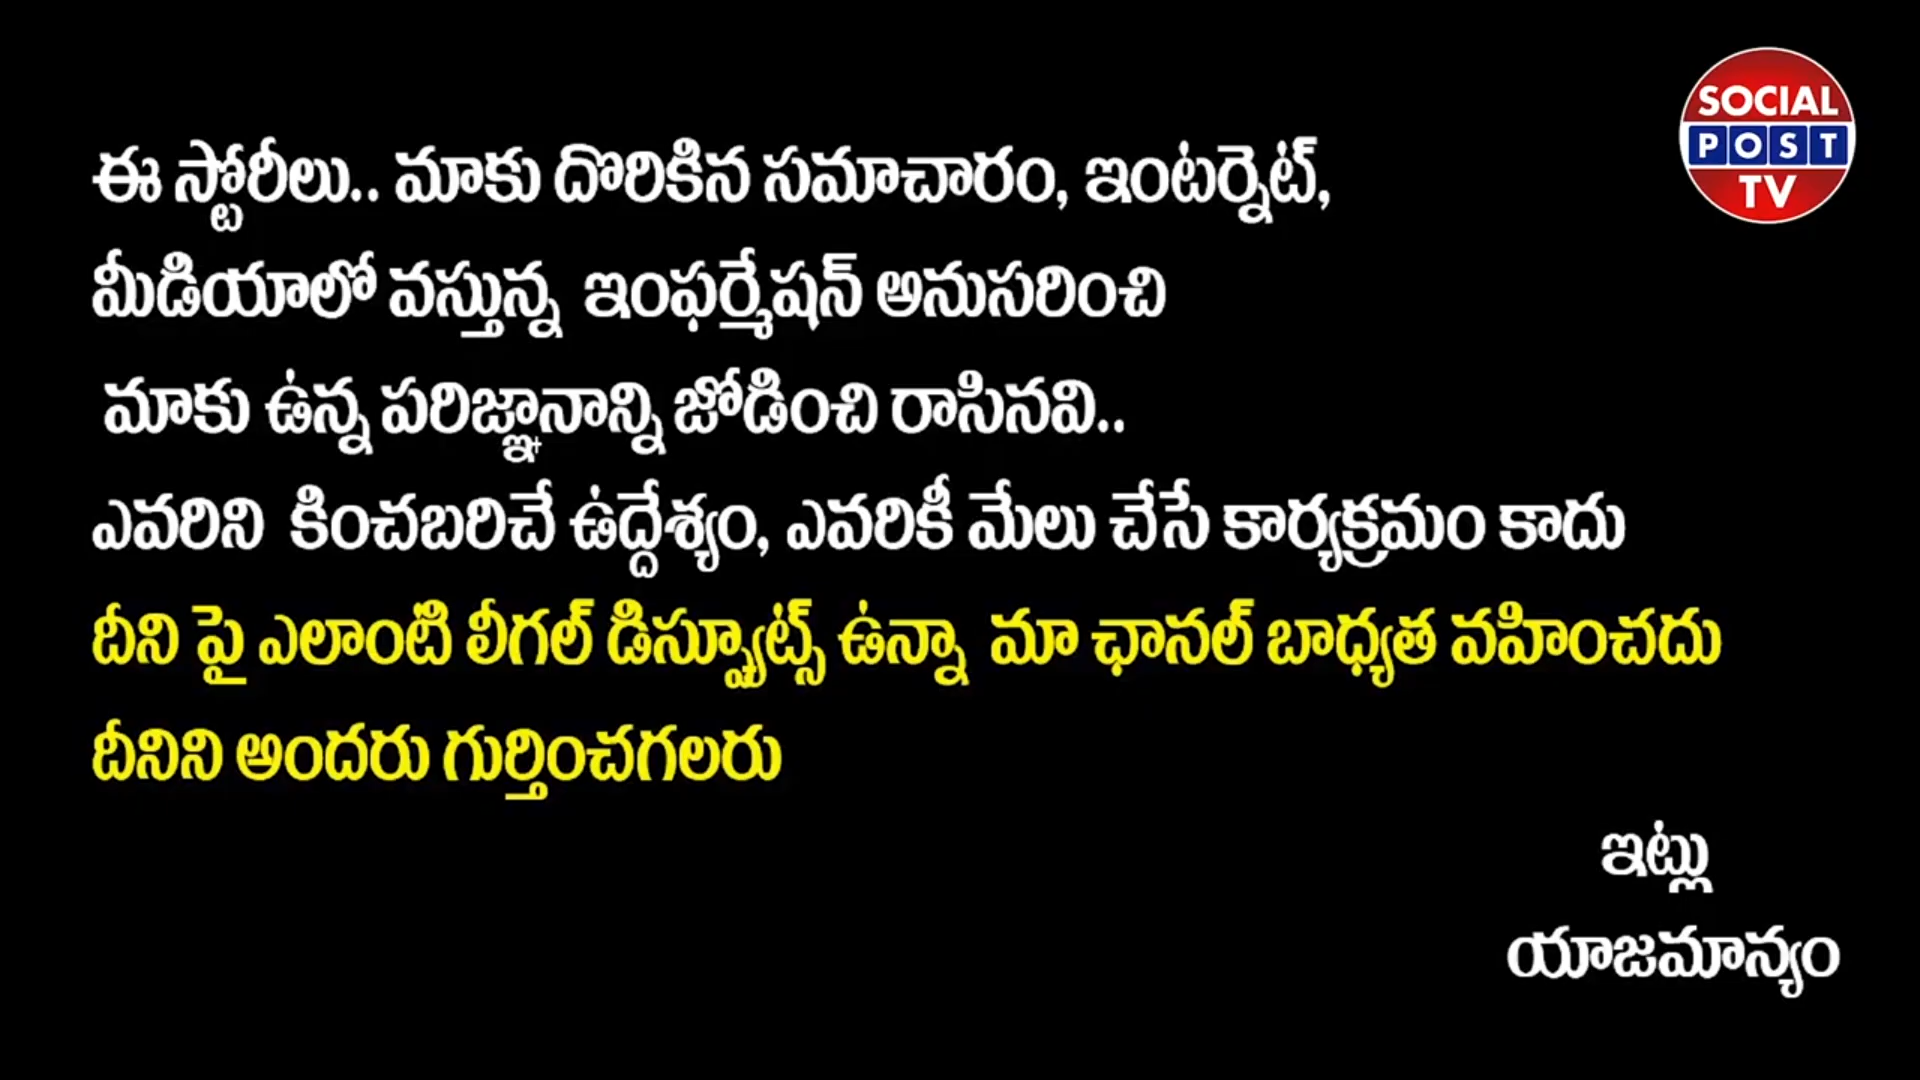 SOCIAL
POST
TV
ఈ స్టోరీలు.. మాకు దొరికిన సమాచారం, ఇంటర్నెట్,
మీడియాలో వస్తున్న ఇంఫర్మేషన్ అనుసరించి
మాకు ఉన్న పరిజ్ఞానాన్ని జోడించి రాసినవి..
ఎవరిని కించబరిచే ఉద్దేశ్యం, ఎవరికీ మేలు చేసే కార్యక్రమం కాదు
దీని పై ఎలాంటి లీగల్ డిస్ప్యూట్స్ ఉన్నా మా ఛానల్ బాధ్యత వహించదు
దీనిని అందరు గుర్తించగలరు
ఇట్లు
యాజమాన్యం